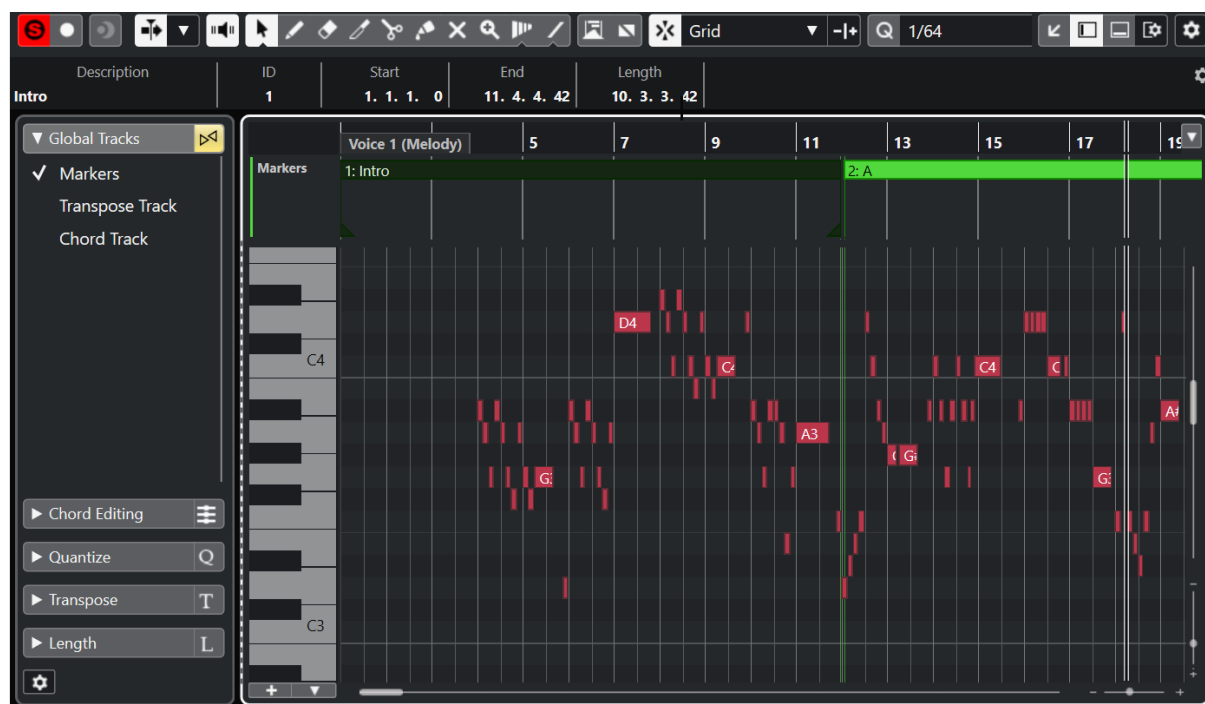 S Grid Q 1/64
Description ID Start End Length
Intro 1 1. 1. 1. 0 11. 4. 4. 42 10. 3. 3. 42
Global Tracks
Markers
Transpose Track
Chord Track
Chord Editing
Quantize Q
Transpose T
Length L
Voice 1 (Melody) 5 7 9 11 13 15 17 19
Markers 1: Intro 2: A
D4
C4 C4 C4 C
A3 A#
G
G G
C3